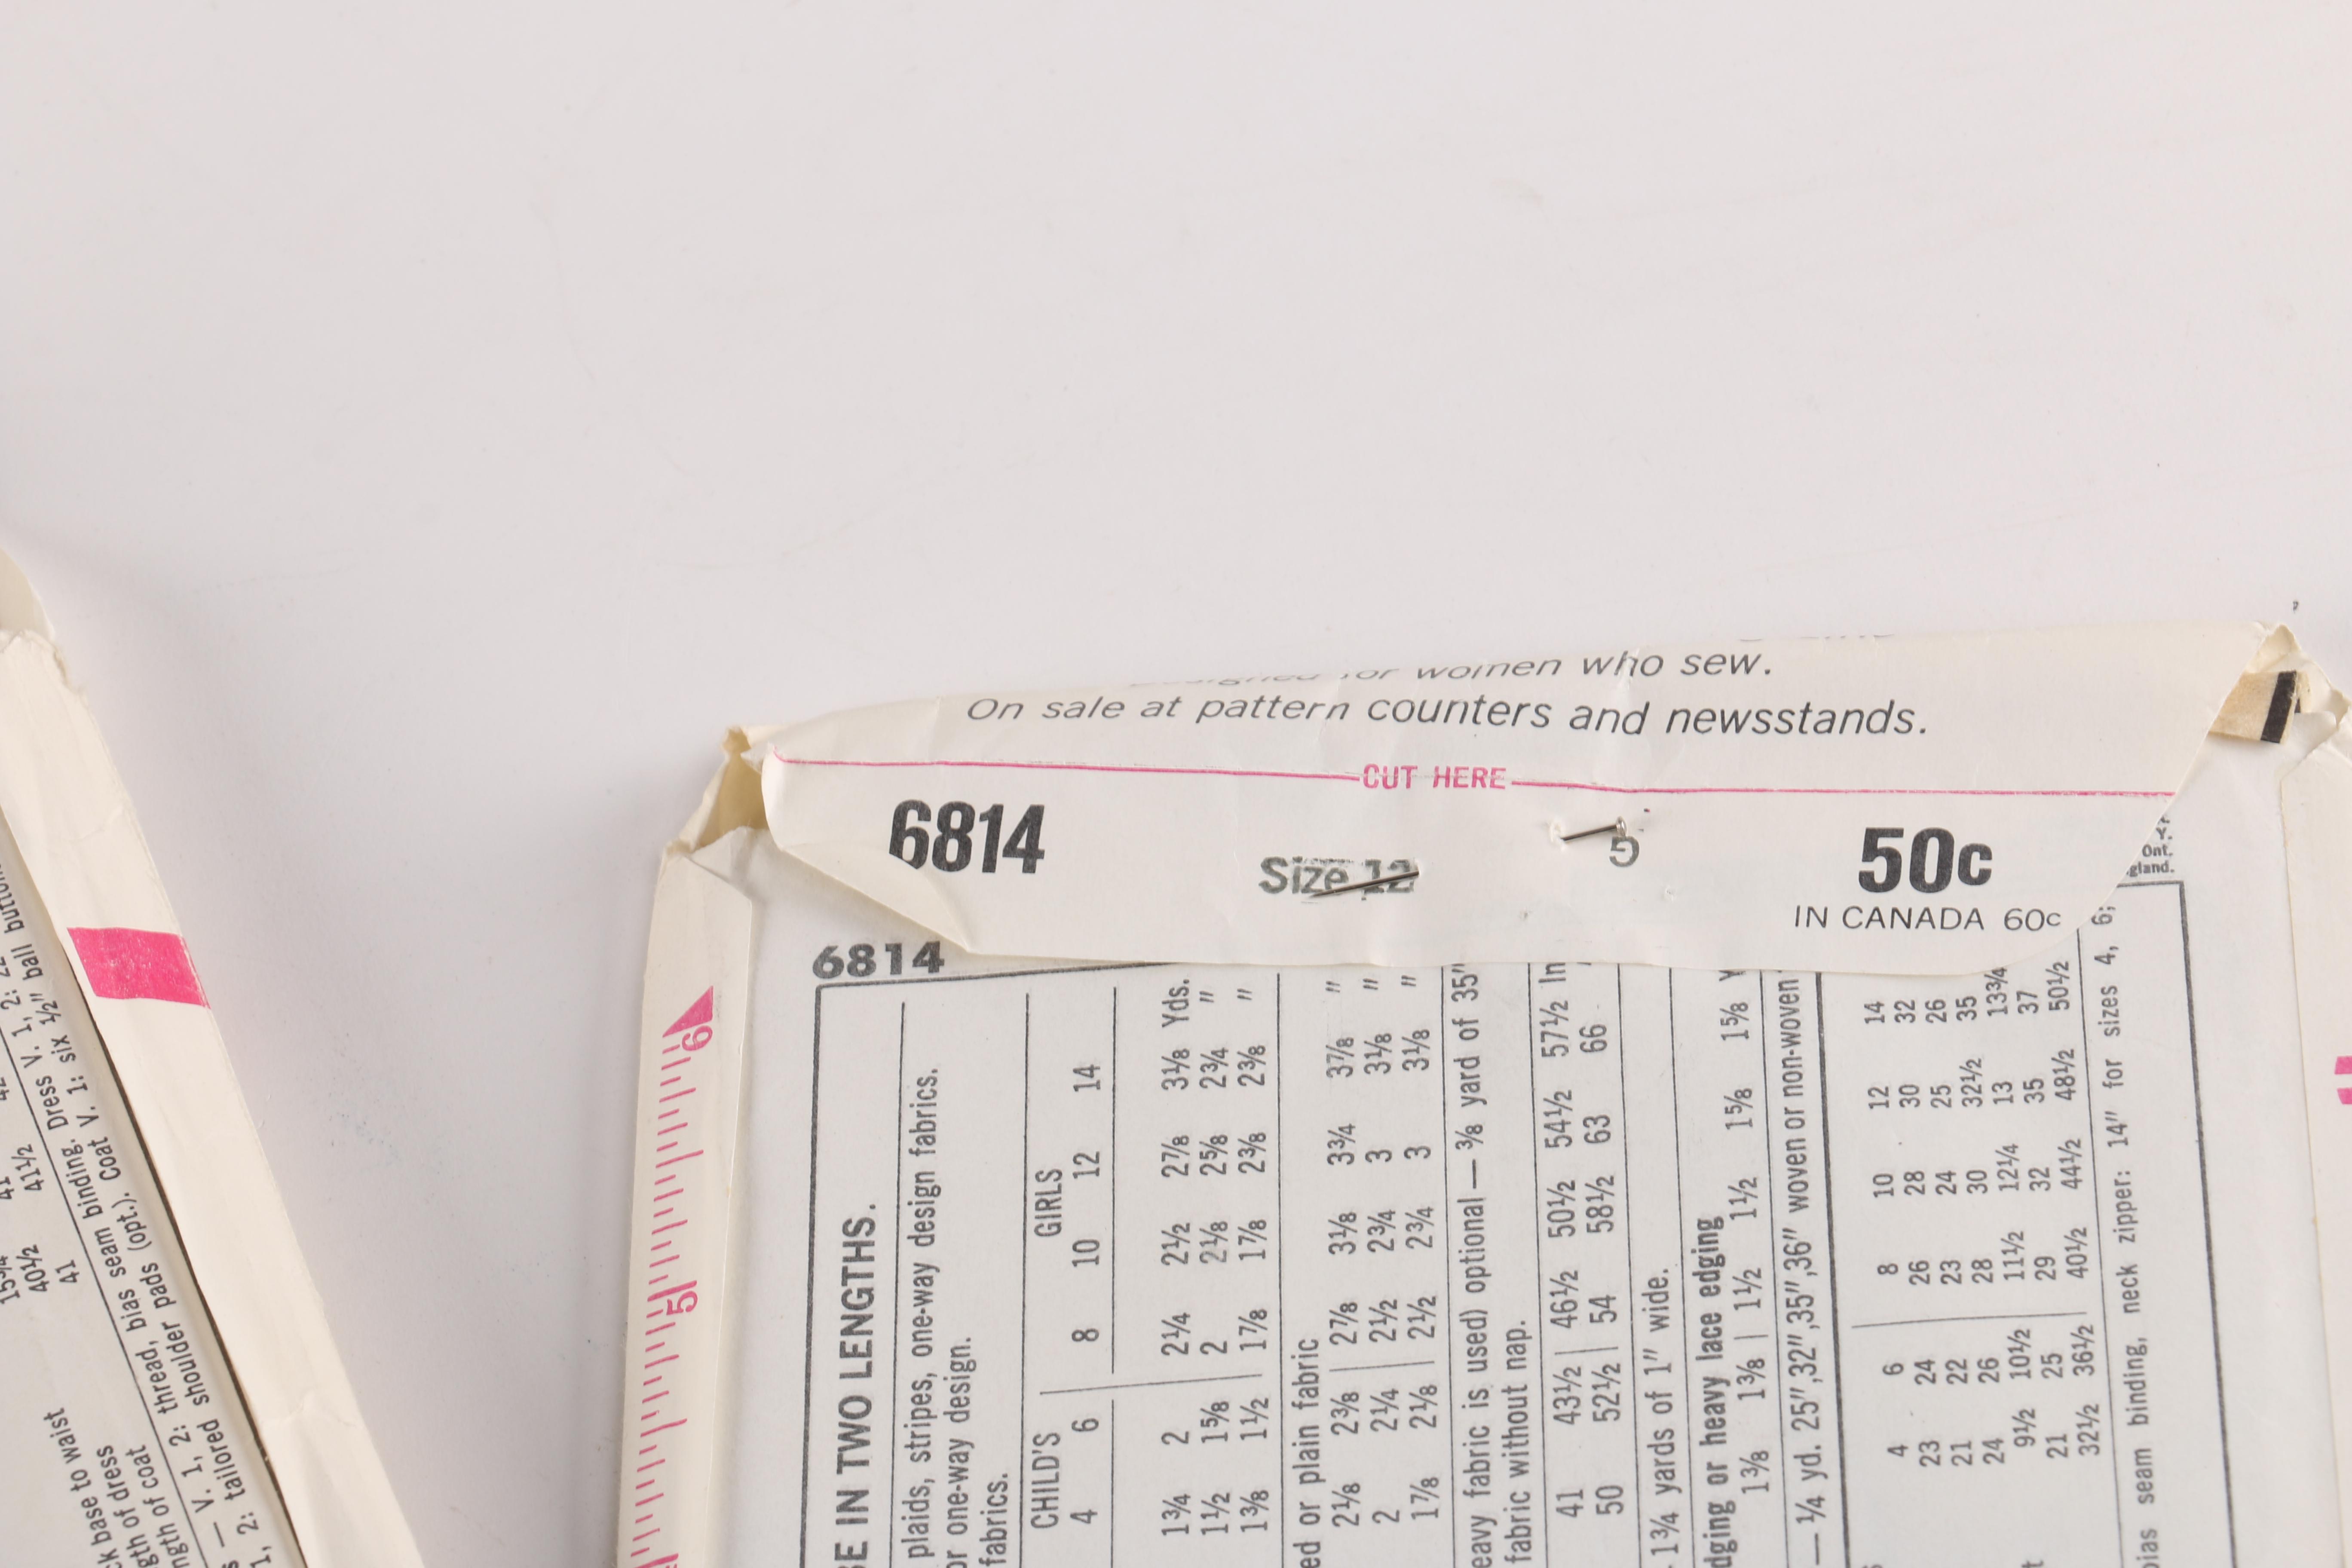 women who sew.
On sale at pattern counters and newsstands.
CUT HERE
6814
Size 12
5
50c
IN CANADA 60c
6814
Ont.
E IN TWO LENGTHS.
plaids, stripes, one-way design fabrics.
or one-way design.
fabrics.
CHILD'S GIRLS
4 6 8 10 12 14
1¾ 2 2¼ 2½ 2⅞ 3⅛ Yds.
1½ 1⅝ 2 2⅛ 2⅝ 2¾ "
1⅜ 1½ 1⅞ 1⅞ 2⅜ 2⅜ "
ed or plain fabric
2⅛ 2⅜ 2⅞ 3⅛ 3¾ 3⅞ "
2 2¼ 2½ 2¾ 3 3⅛ "
1⅞ 2⅛ 2½ 2¾ 3 3⅛ "
eavy fabric is used) optional — ⅜ yard of 35"
fabric without nap.
41 43½ 46½ 50½ 54½ 57½ In
50 52½ 54 58½ 63 66
1¾ yards of 1" wide.
dging or heavy lace edging
1⅜ 1⅜ 1½ 1½ 1⅝ 1⅝ Y
— ¼ yd. 25",32",35",36" woven or non-woven
4 6 8 10 12 14
23 24 26 28 30 32
21 22 23 24 25 26
24 26 28 30 32½ 35
9½ 10½ 11½ 12¼ 13 13¾
21 25 29 32 35 37
32½ 36½ 40½ 44½ 48½ 50½
bias seam binding, neck zipper: 14" for sizes 4, 6;
5
6
15¾ 41
40½ 41½
41
ck base to waist
gth of dress
ngth of coat
— V. 1, 2: thread, bias seam binding. Dress V. 1, 2:
1, 2: tailored shoulder pads (opt.). Coat V. 1: six ½" ball button